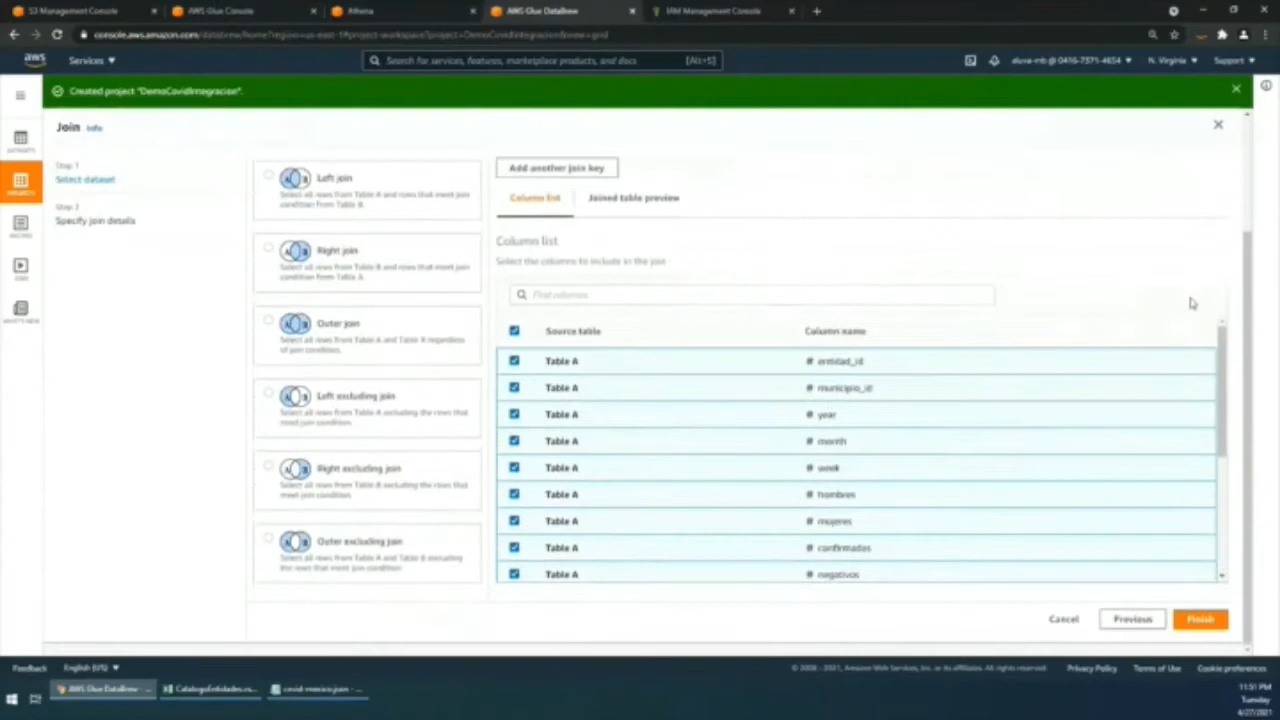 S3 Management Console
AWS Glue Console
Athena
AWS Glue DataBrew
IAM Management Console
console.aws.amazon.com/databrew/home?region=us-east-1#project-workspace?project=DemoCovidIntegracion&view=grid
aws
Services
Search for services, features, marketplace products, and docs
[Alt+S]
N. Virginia
Support
Created project "DemoCovidIntegracion".
DATASETS
PROJECTS
RECIPES
JOBS
WHAT'S NEW
Join
Info
Step 1
Select dataset
Step 2
Specify join details
Left join
Select all rows from Table A and rows that meet join
condition from Table B.
Right join
Select all rows from Table B and rows that meet join
condition from Table A.
Outer join
Select all rows from Table A and Table B regardless
of join condition.
Left excluding join
Select all rows from Table A excluding the rows that
meet join condition.
Right excluding join
Select all rows from Table B excluding the rows that
meet join condition.
Outer excluding join
Select all rows from Table A and Table B excluding
the rows that meet join condition.
Add another join key
Column list
Joined table preview
Column list
Select the columns to include in the join
Find columns
Source table
Column name
Table A
# entidad_id
Table A
# municipio_id
Table A
# year
Table A
# month
Table A
# week
Table A
# hombres
Table A
# mujeres
Table A
# confirmados
Table A
# negativos
Cancel
Previous
Finish
Feedback
English (US)
© 2008 - 2021, Amazon Web Services, Inc. or its affiliates. All rights reserved.
Privacy Policy
Terms of Use
Cookie preferences
AWS Glue DataBrew - ...
CatalogoEntidades.cs...
covid-mexico.json - ...
11:51 PM
Tuesday
4/27/2021